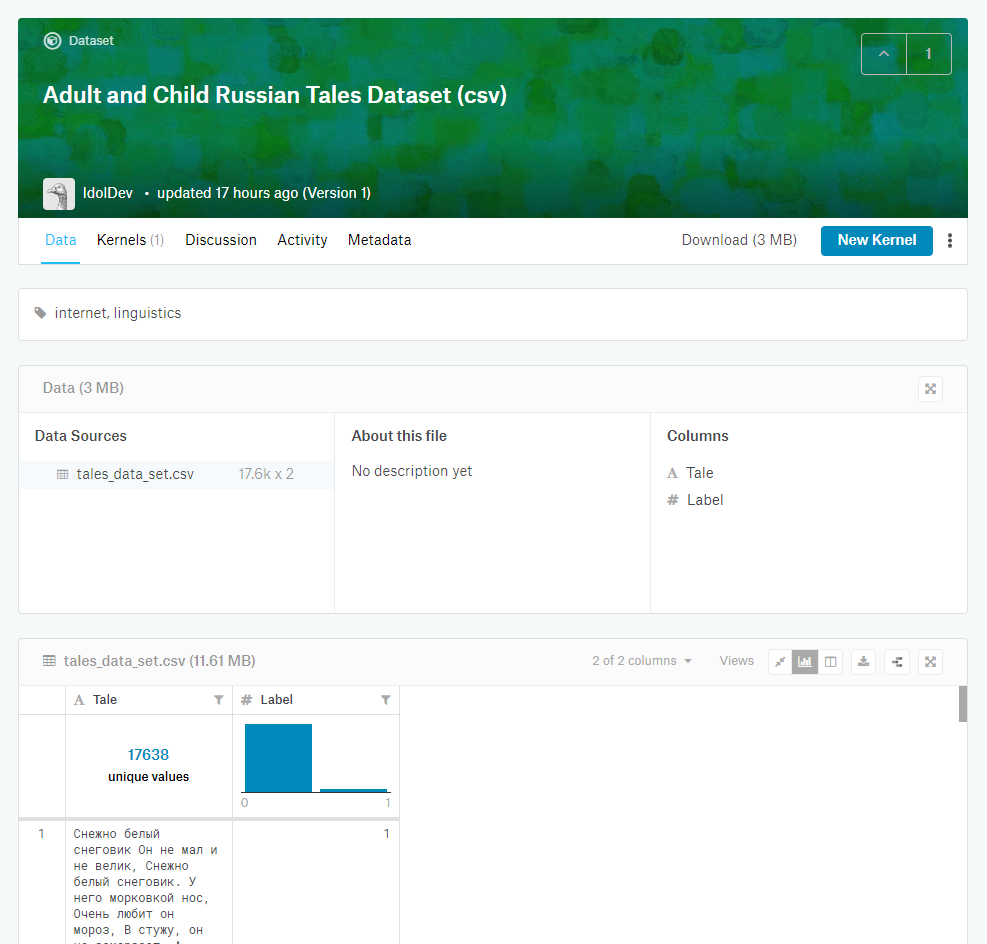 Dataset
1
Adult and Child Russian Tales Dataset (csv)
IdolDev • updated 17 hours ago (Version 1)
Data Kernels (1) Discussion Activity Metadata Download (3 MB) New Kernel
internet, linguistics
Data (3 MB)
Data Sources
tales_data_set.csv 17.6k x 2
About this file
No description yet
Columns
A Tale
# Label
tales_data_set.csv (11.61 MB) 2 of 2 columns Views
A Tale # Label
17638
unique values
0 1
1
Снежно белый
снеговик Он не мал и
не велик, Снежно
белый снеговик. У
него морковкой нос,
Очень любит он
мороз, В стужу, он
1